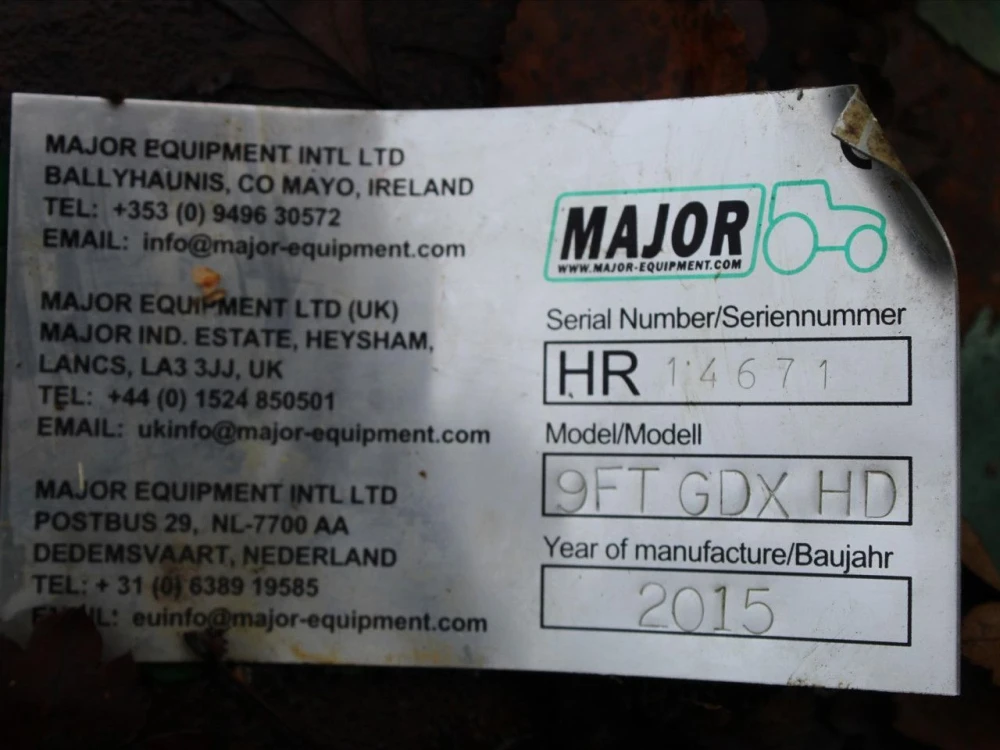 MAJOR EQUIPMENT INTL LTD
BALLYHAUNIS, CO MAYO, IRELAND
TEL: +353 (0) 9496 30572
EMAIL: info@major-equipment.com
MAJOR EQUIPMENT LTD (UK)
MAJOR IND. ESTATE, HEYSHAM,
LANCS, LA3 3JJ, UK
TEL: +44 (0) 1524 850501
EMAIL: ukinfo@major-equipment.com
MAJOR EQUIPMENT INTL LTD
POSTBUS 29, NL-7700 AA
DEDEMSVAART, NEDERLAND
TEL: + 31 (0) 6389 19585
EMAIL: euinfo@major-equipment.com
MAJOR
WWW.MAJOR-EQUIPMENT.COM
Serial Number/Seriennummer
HR 14671
Model/Modell
9FT GDX HD
Year of manufacture/Baujahr
2015